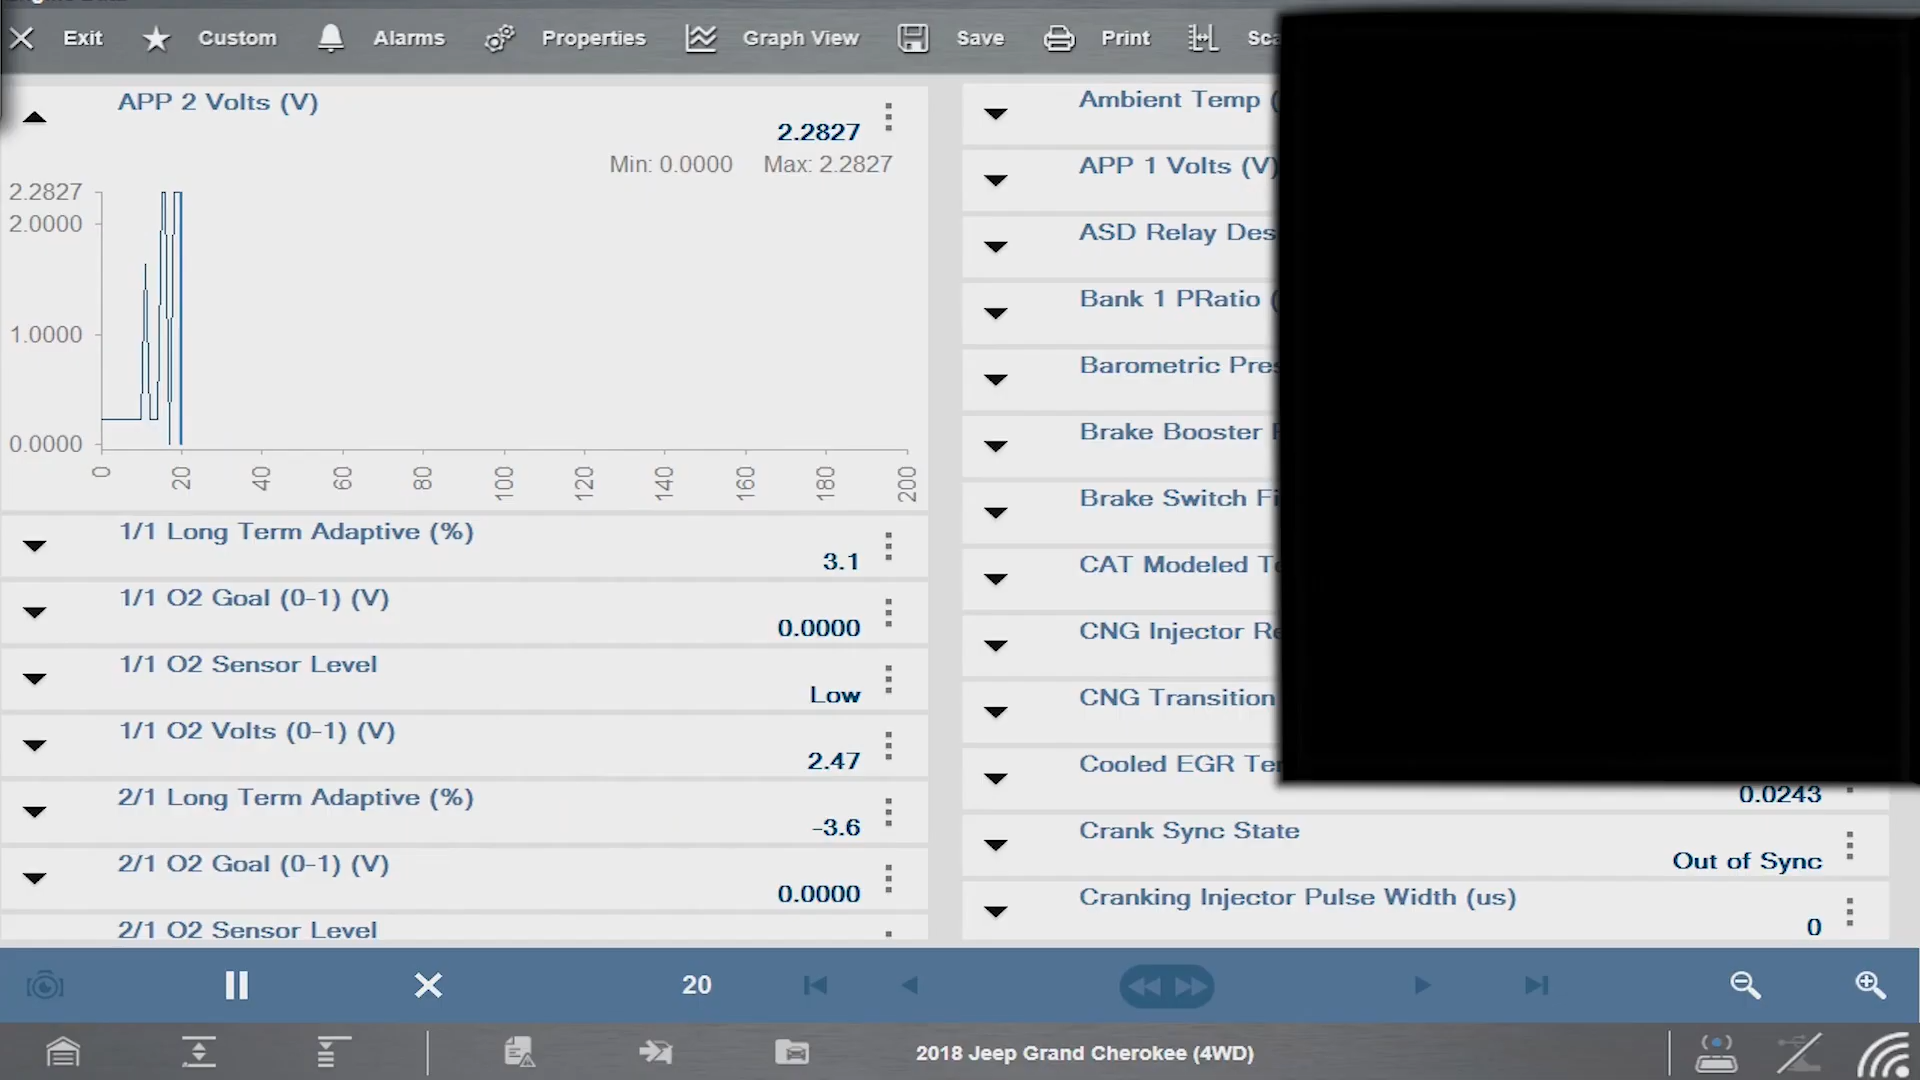 Exit
Custom
Alarms
Properties
Graph View
Save
Print
APP 2 Volts (V)
2.2827
Min: 0.0000 Max: 2.2827
2.2827
2.0000
1.0000
0.0000
0 20 40 60 80 100 120 140 160 180 200
1/1 Long Term Adaptive (%)
3.1
1/1 O2 Goal (0-1) (V)
0.0000
1/1 O2 Sensor Level
Low
1/1 O2 Volts (0-1) (V)
2.47
2/1 Long Term Adaptive (%)
-3.6
2/1 O2 Goal (0-1) (V)
0.0000
2/1 O2 Sensor Level
Ambient Temp (
APP 1 Volts (V)
ASD Relay Des
Bank 1 PRatio (
Barometric Pres
Brake Booster
Brake Switch Fi
CAT Modeled Te
CNG Injector Re
CNG Transition
Cooled EGR Ter
0.0243
Crank Sync State
Out of Sync
Cranking Injector Pulse Width (us)
0
20
2018 Jeep Grand Cherokee (4WD)